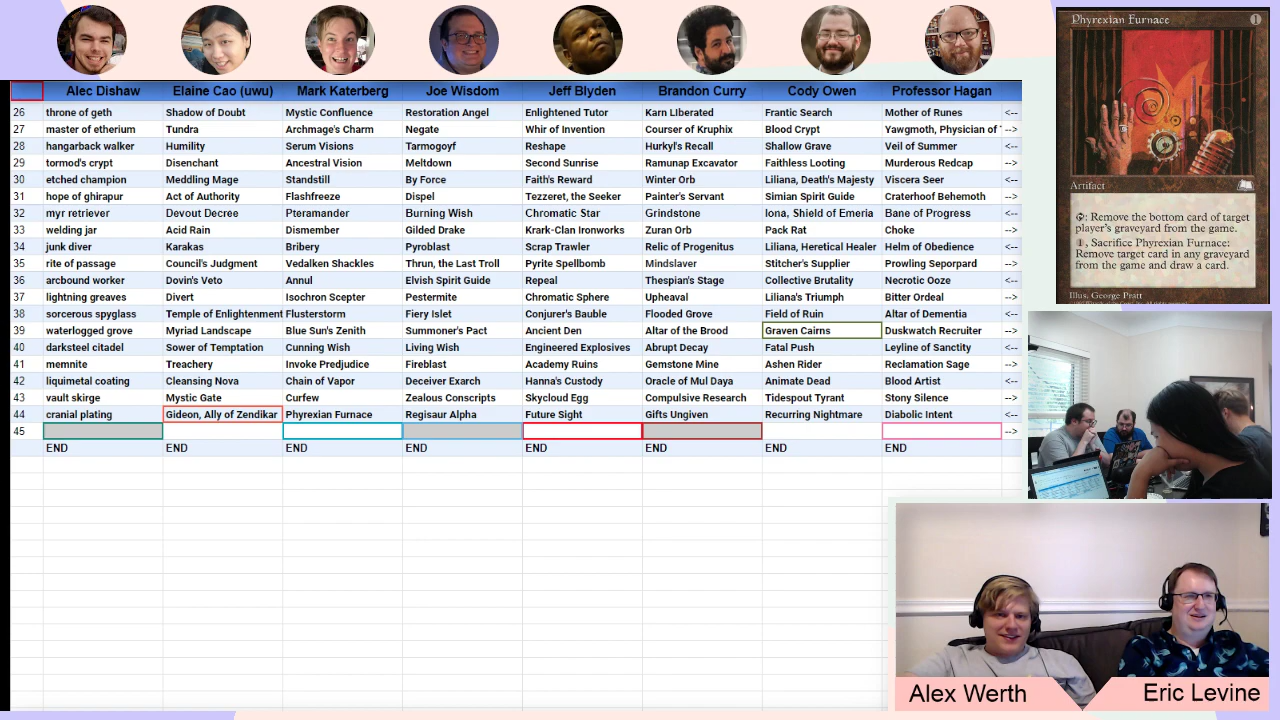 Alec Dishaw Elaine Cao (uwu) Mark Katerberg Joe Wisdom Jeff Blyden Brandon Curry Cody Owen Professor Hagan
26 throne of geth Shadow of Doubt Mystic Confluence Restoration Angel Enlightened Tutor Karn LIberated Frantic Search Mother of Runes <--
27 master of etherium Tundra Archmage's Charm Negate Whir of Invention Courser of Kruphix Blood Crypt Yawgmoth, Physician of -->
28 hangarback walker Humility Serum Visions Tarmogoyf Reshape Hurkyl's Recall Shallow Grave Veil of Summer <--
29 tormod's crypt Disenchant Ancestral Vision Meltdown Second Sunrise Ramunap Excavator Faithless Looting Murderous Redcap -->
30 etched champion Meddling Mage Standstill By Force Faith's Reward Winter Orb Liliana, Death's Majesty Viscera Seer <--
31 hope of ghirapur Act of Authority Flashfreeze Dispel Tezzeret, the Seeker Painter's Servant Simian Spirit Guide Craterhoof Behemoth -->
32 myr retriever Devout Decree Pteramander Burning Wish Chromatic Star Grindstone Iona, Shield of Emeria Bane of Progress <--
33 welding jar Acid Rain Dismember Gilded Drake Krark-Clan Ironworks Zuran Orb Pack Rat Choke -->
34 junk diver Karakas Bribery Pyroblast Scrap Trawler Relic of Progenitus Liliana, Heretical Healer Helm of Obedience <--
35 rite of passage Council's Judgment Vedalken Shackles Thrun, the Last Troll Pyrite Spellbomb Mindslaver Stitcher's Supplier Prowling Serpopard -->
36 arcbound worker Dovin's Veto Annul Elvish Spirit Guide Repeal Thespian's Stage Collective Brutality Necrotic Ooze <--
37 lightning greaves Divert Isochron Scepter Pestermite Chromatic Sphere Upheaval Liliana's Triumph Bitter Ordeal -->
38 sorcerous spyglass Temple of Enlightenment Flusterstorm Fiery Islet Conjurer's Bauble Flooded Grove Field of Ruin Altar of Dementia <--
39 waterlogged grove Myriad Landscape Blue Sun's Zenith Summoner's Pact Ancient Den Altar of the Brood Graven Cairns Duskwatch Recruiter -->
40 darksteel citadel Sower of Temptation Cunning Wish Living Wish Engineered Explosives Abrupt Decay Fatal Push Leyline of Sanctity <--
41 memnite Treachery Invoke Predjudice Fireblast Academy Ruins Gemstone Mine Ashen Rider Reclamation Sage -->
42 liquimetal coating Cleansing Nova Chain of Vapor Deceiver Exarch Hanna's Custody Oracle of Mul Daya Animate Dead Blood Artist <--
43 vault skirge Mystic Gate Curfew Zealous Conscripts Skycloud Egg Compulsive Research Tidespout Tyrant Stony Silence -->
44 cranial plating Gideon, Ally of Zendikar Phyrexian Furnace Regisaur Alpha Future Sight Gifts Ungiven Recurring Nightmare Diabolic Intent <--
45 -->
END END END END END END END END
Phyrexian Furnace 1
Artifact
: Remove the bottom card of target
player's graveyard from the game.
1, Sacrifice Phyrexian Furnace:
Remove target card in any graveyard
from the game and draw a card.
Illus. George Pratt
Alex Werth
Eric Levine